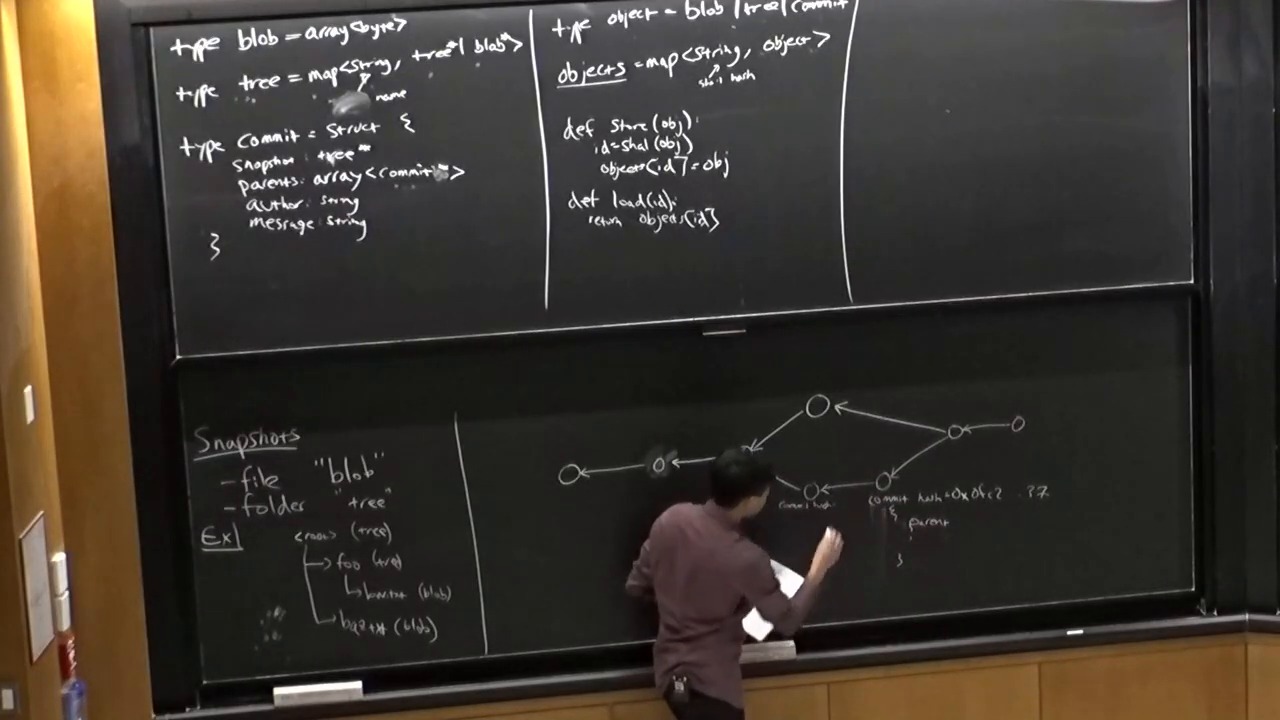 type blob = array<byte>
type tree = map<string, tree* | blob*>
name
type commit = struct {
snapshot: tree*
parents: array<commit*>
author: string
message: string
}
type object = blob | tree | commit
objects = map<string, object>
sha1 hash
def store(obj):
id = sha1(obj)
objects[id] = obj
def load(id):
return objects[id]
Snapshots
- file "blob"
- folder "tree"
Ex1
<root> (tree)
foo (tree)
bar.txt (blob)
baz.txt (blob)
commit hash
commit hash =
{
parent
}